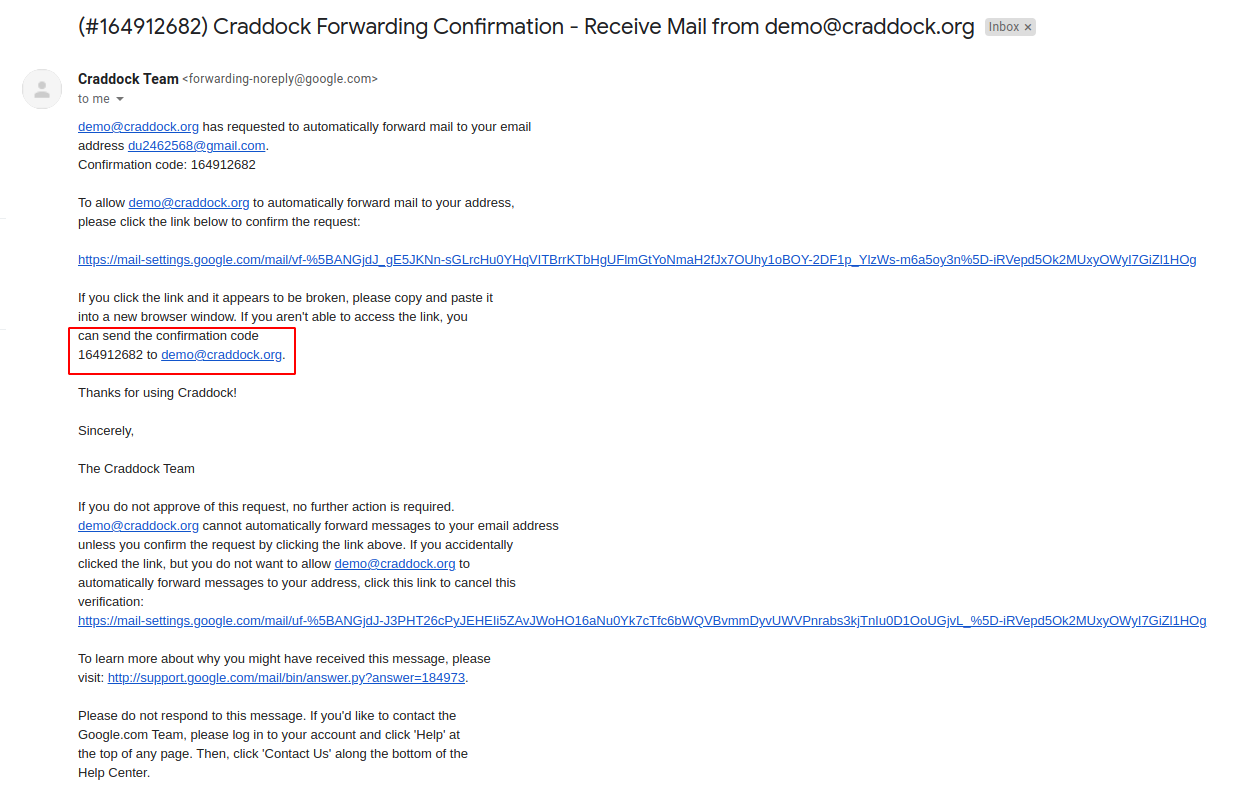 (#164912682) Craddock Forwarding Confirmation - Receive Mail from demo@craddock.org Inbox ×
Craddock Team <forwarding-noreply@google.com>
to me
demo@craddock.org has requested to automatically forward mail to your email
address du2462568@gmail.com.
Confirmation code: 164912682
To allow demo@craddock.org to automatically forward mail to your address,
please click the link below to confirm the request:
https://mail-settings.google.com/mail/vf-%5BANGjdJ_gE5JKNn-sGLrcHu0YHqVITBrrKTbHgUFlmGtYoNmaH2fJx7OUhy1oBOY-2DF1p_YlzWs-m6a5oy3n%5D-iRVepd5Ok2MUxyOWyI7GiZl1HOg
If you click the link and it appears to be broken, please copy and paste it
into a new browser window. If you aren't able to access the link, you
can send the confirmation code
164912682 to demo@craddock.org.
Thanks for using Craddock!
Sincerely,
The Craddock Team
If you do not approve of this request, no further action is required.
demo@craddock.org cannot automatically forward messages to your email address
unless you confirm the request by clicking the link above. If you accidentally
clicked the link, but you do not want to allow demo@craddock.org to
automatically forward messages to your address, click this link to cancel this
verification:
https://mail-settings.google.com/mail/uf-%5BANGjdJ-J3PHT26cPyJEHEIi5ZAvJWoHO16aNu0Yk7cTfc6bWQVBvmmDyvUWVPnrabs3kjTnIu0D1OoUGjvL_%5D-iRVepd5Ok2MUxyOWyI7GiZl1HOg
To learn more about why you might have received this message, please
visit: http://support.google.com/mail/bin/answer.py?answer=184973.
Please do not respond to this message. If you'd like to contact the
Google.com Team, please log in to your account and click 'Help' at
the top of any page. Then, click 'Contact Us' along the bottom of the
Help Center.